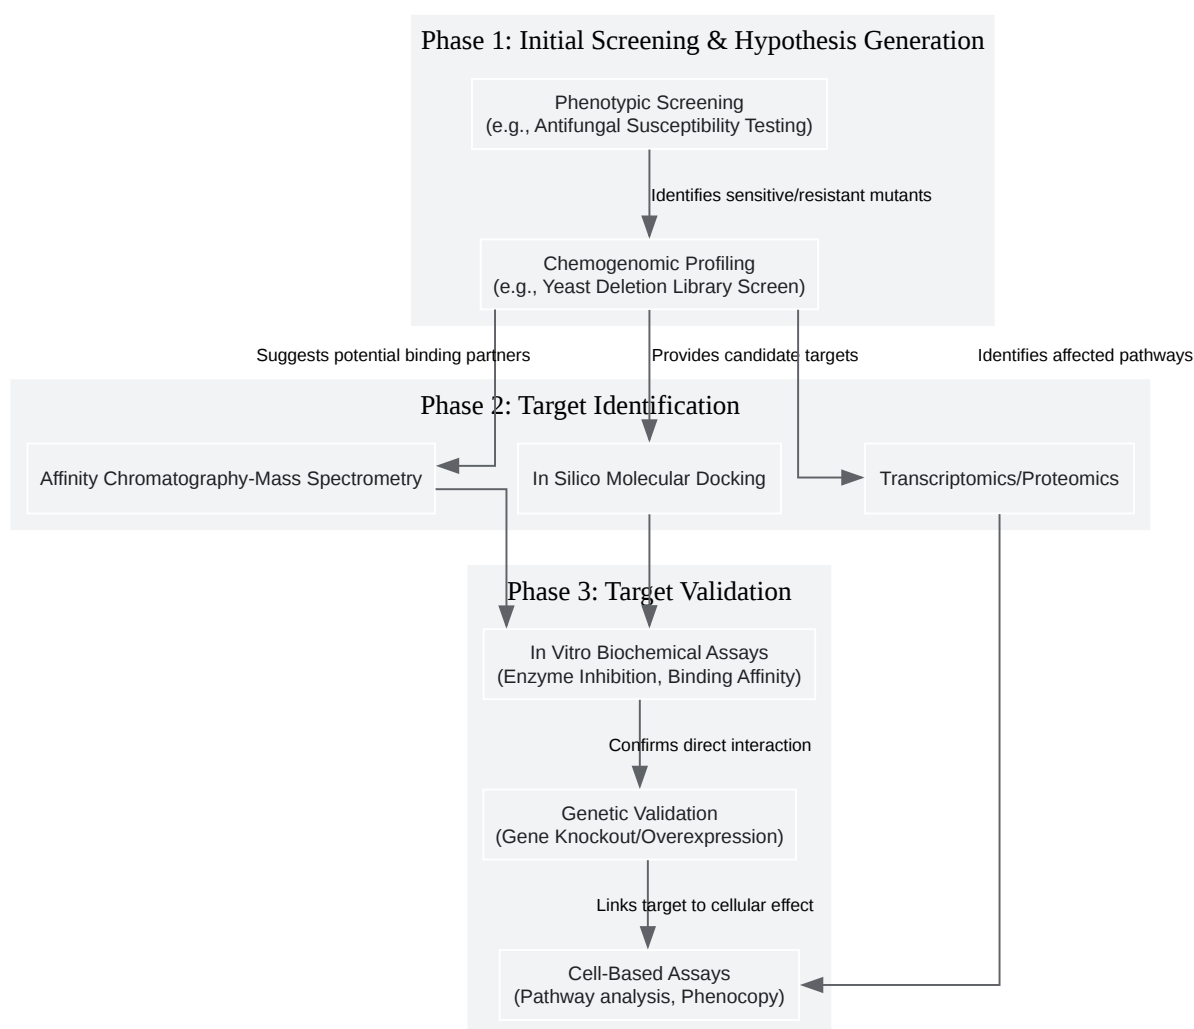 Phase 1: Initial Screening & Hypothesis Generation
Phenotypic Screening
(e.g., Antifungal Susceptibility Testing)
Identifies sensitive/resistant mutants
Chemogenomic Profiling
(e.g., Yeast Deletion Library Screen)
Suggests potential binding partners
Provides candidate targets
Identifies affected pathways
Phase 2: Target Identification
Affinity Chromatography-Mass Spectrometry
In Silico Molecular Docking
Transcriptomics/Proteomics
Phase 3: Target Validation
In Vitro Biochemical Assays
(Enzyme Inhibition, Binding Affinity)
Confirms direct interaction
Genetic Validation
(Gene Knockout/Overexpression)
Links target to cellular effect
Cell-Based Assays
(Pathway analysis, Phenocopy)